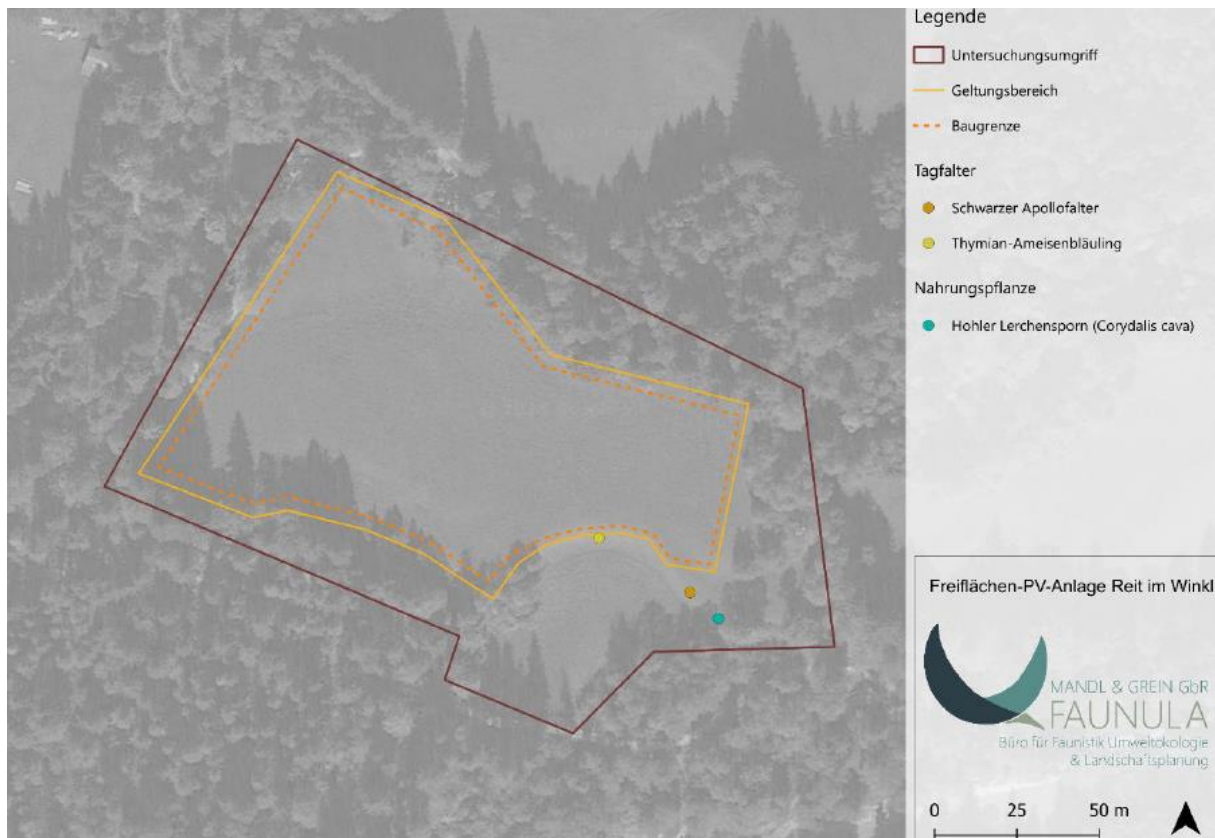 Legende
Untersuchungsumgriff
Geltungsbereich
Baugrenze
Tagfalter
Schwarzer Apollofalter
Thymian-Ameisenbläuling
Nahrungspflanze
Hohler Lerchensporn (Corydalis cava)
Freiflächen-PV-Anlage Reit im Winkl
MANDL & GREIN GbR
FAUNULA
Büro für Faunistik Umweltökologie
& Landschaftsplanung
0 25 50 m